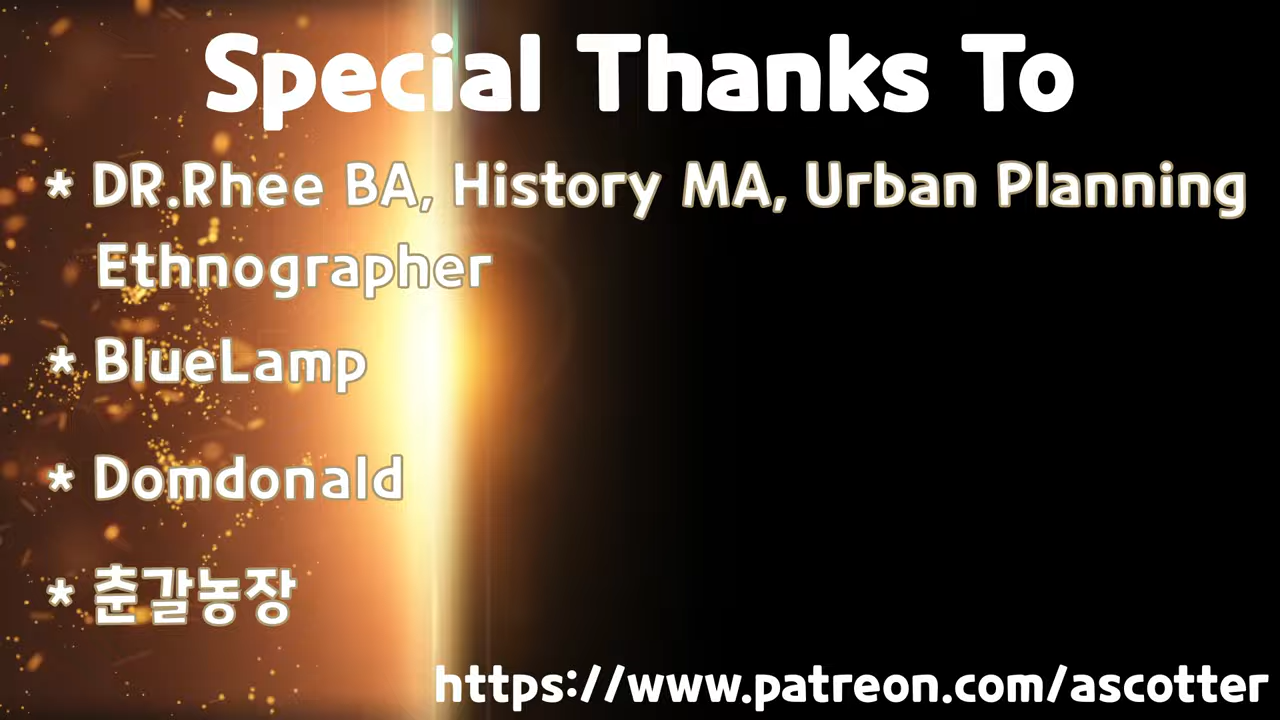 Special Thanks To
* DR.Rhee BA, History MA, Urban Planning
Ethnographer
* BlueLamp
* Domdonald
* 춘갈농장
https://www.patreon.com/ascotter